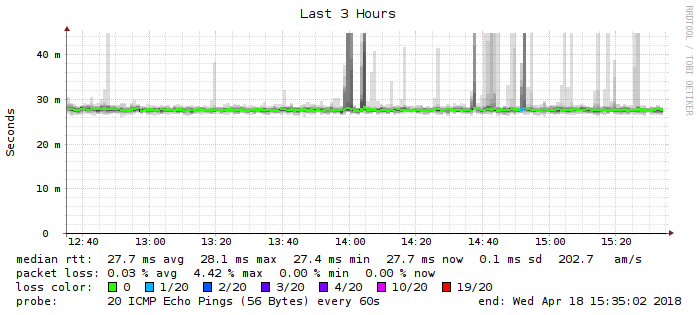 Last 3 Hours
RRDTOOL / TOBI OETIKER
Seconds
40 m
30 m
20 m
10 m
0
12:40 13:00 13:20 13:40 14:00 14:20 14:40 15:00 15:20
median rtt: 27.7 ms avg 28.1 ms max 27.4 ms min 27.7 ms now 0.1 ms sd 202.7 am/s
packet loss: 0.03 % avg 4.42 % max 0.00 % min 0.00 % now
loss color: 0 1/20 2/20 3/20 4/20 10/20 19/20
probe: 20 ICMP Echo Pings (56 Bytes) every 60s end: Wed Apr 18 15:35:02 2018